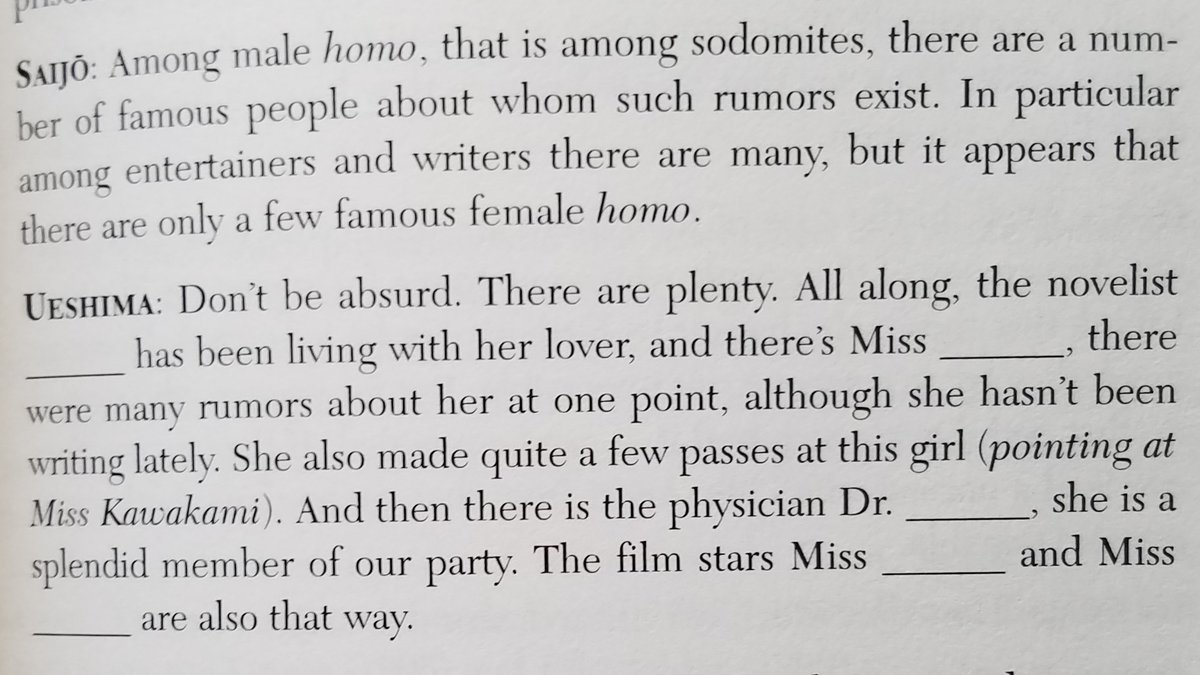 SAIJŌ: Among male homo, that is among sodomites, there are a num-
ber of famous people about whom such rumors exist. In particular
among entertainers and writers there are many, but it appears that
there are only a few famous female homo.
UESHIMA: Don't be absurd. There are plenty. All along, the novelist
_____ has been living with her lover, and there's Miss ______, there
were many rumors about her at one point, although she hasn't been
writing lately. She also made quite a few passes at this girl (pointing at
Miss Kawakami). And then there is the physician Dr. ______, she is a
splendid member of our party. The film stars Miss ______ and Miss
_____ are also that way.